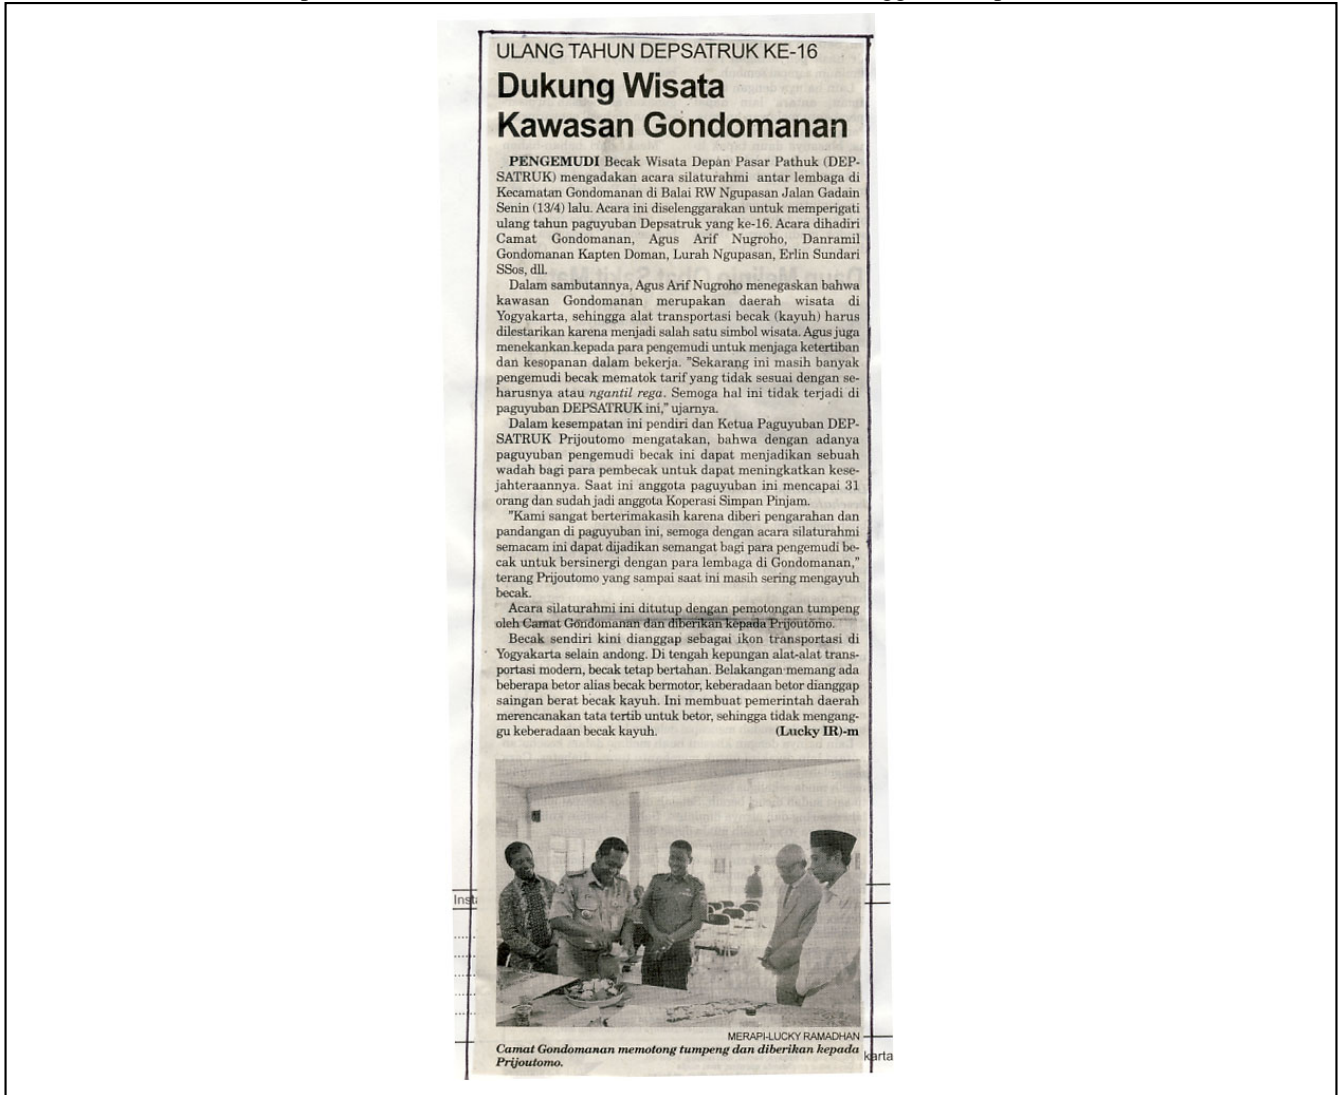 ULANG TAHUN DEPSATRUK KE-16
Dukung Wisata
Kawasan Gondomanan
PENGEMUDI Becak Wisata Depan Pasar Pathuk (DEP-
SATRUK) mengadakan acara silaturahmi antar lembaga di
Kecamatan Gondomanan di Balai RW Ngupasan Jalan Gadain
Senin (13/4) lalu. Acara ini diselenggarakan untuk memperigati
ulang tahun paguyuban Depsatruk yang ke-16. Acara dihadiri
Camat Gondomanan, Agus Arif Nugroho, Danramil
Gondomanan Kapten Doman, Lurah Ngupasan, Erlin Sundari
SSos, dll.
Dalam sambutannya, Agus Arif Nugroho menegaskan bahwa
kawasan Gondomanan merupakan daerah wisata di
Yogyakarta, sehingga alat transportasi becak (kayuh) harus
dilestarikan karena menjadi salah satu simbol wisata. Agus juga
menekankan kepada para pengemudi untuk menjaga ketertiban
dan kesopanan dalam bekerja. "Sekarang ini masih banyak
pengemudi becak mematok tarif yang tidak sesuai dengan se-
harusnya atau ngantil rega. Semoga hal ini tidak terjadi di
paguyuban DEPSATRUK ini," ujarnya.
Dalam kesempatan ini pendiri dan Ketua Paguyuban DEP-
SATRUK Prijoutomo mengatakan, bahwa dengan adanya
paguyuban pengemudi becak ini dapat menjadikan sebuah
wadah bagi para pembecak untuk dapat meningkatkan kese-
jahteraannya. Saat ini anggota paguyuban ini mencapai 31
orang dan sudah jadi anggota Koperasi Simpan Pinjam.
"Kami sangat berterimakasih karena diberi pengarahan dan
pandangan di paguyuban ini, semoga dengan acara silaturahmi
semacam ini dapat dijadikan semangat bagi para pengemudi be-
cak untuk bersinergi dengan para lembaga di Gondomanan,"
terang Prijoutomo yang sampai saat ini masih sering mengayuh
becak.
Acara silaturahmi ini ditutup dengan pemotongan tumpeng
oleh Camat Gondomanan dan diberikan kepada Prijoutomo.
Becak sendiri kini dianggap sebagai ikon transportasi di
Yogyakarta selain andong. Di tengah kepungan alat-alat trans-
portasi modern, becak tetap bertahan. Belakangan memang ada
beberapa betor alias becak bermotor, keberadaan betor dianggap
saingan berat becak kayuh. Ini membuat pemerintah daerah
merencanakan tata tertib untuk betor, sehingga tidak mengang-
gu keberadaan becak kayuh. (Lucky IR)-m
Inst
MERAPI-LUCKY RAMADHAN
Camat Gondomanan memotong tumpeng dan diberikan kepada
Prijoutomo.
karta